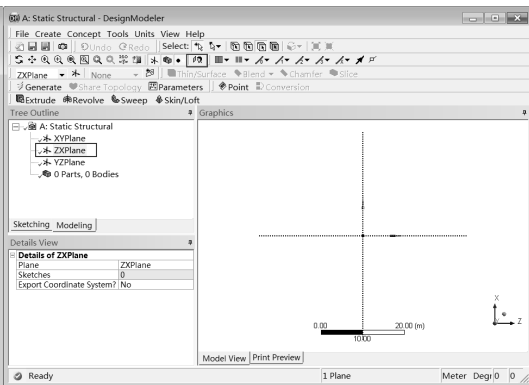 A: Static Structural - DesignModeler
File Create Concept Tools Units View Help
Undo Redo Select:
ZXPlane None Thin/Surface Blend Chamfer Slice
Generate Share Topology Parameters Point Conversion
Extrude Revolve Sweep Skin/Loft
Tree Outline
A: Static Structural
XYPlane
ZXPlane
YZPlane
0 Parts, 0 Bodies
Sketching Modeling
Details View
Details of ZXPlane
Plane ZXPlane
Sketches 0
Export Coordinate System? No
Graphics
X
Y Z
0.00 20.00 (m)
10.00
Model View Print Preview
Ready 1 Plane Meter Degr 0 0